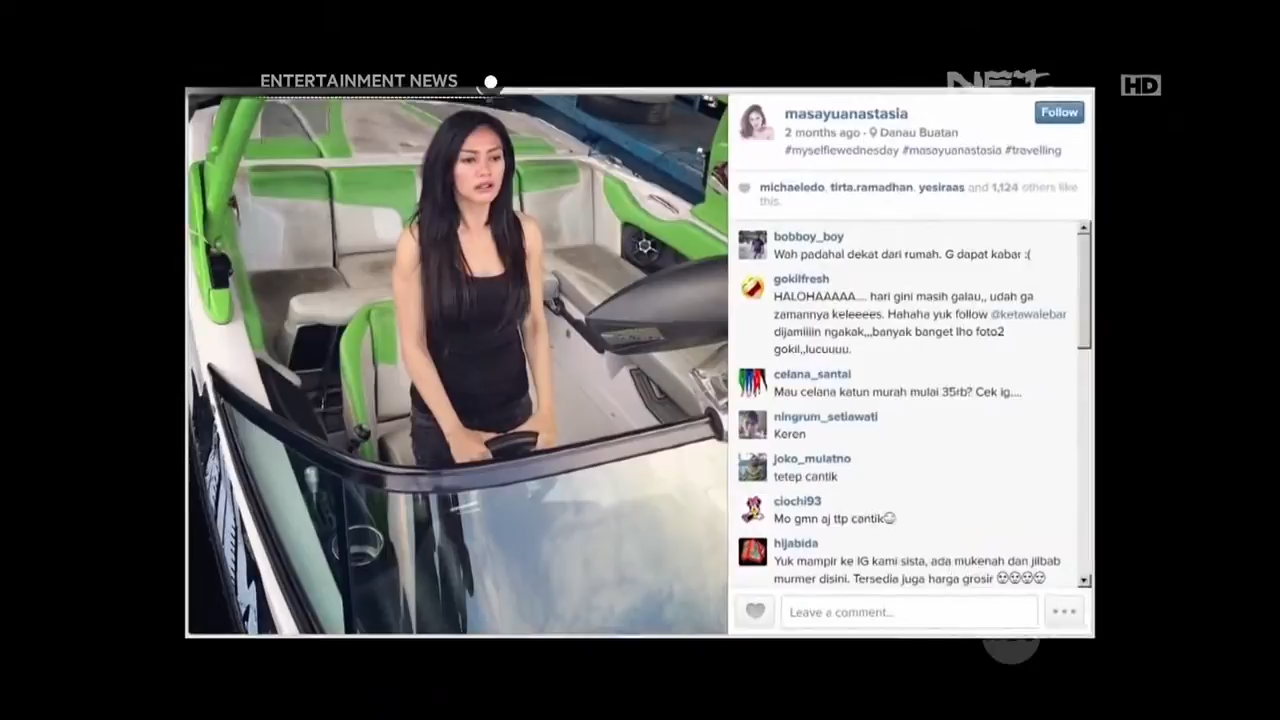 ENTERTAINMENT NEWS
NET
HD
masayuanastasia
Follow
2 months ago · Danau Buatan
#myselfiewednesday #masayuanastasia #travelling
michaeledo, tirta.ramadhan, yesiraas and 1,124 others like
this.
bobboy_boy
Wah padahal dekat dari rumah. G dapat kabar :(
gokilfresh
HALOHAAAAA.... hari gini masih galau,, udah ga
zamannya keleeees. Hahaha yuk follow @ketawalebar
dijamiiin ngakak,,,banyak banget lho foto2
gokil,,lucuuuu.
celana_santai
Mau celana katun murah mulai 35rb? Cek ig....
ningrum_setiawati
Keren
joko_mulatno
tetep cantik
ciochi93
Mo gmn aj ttp cantik
hijabida
Yuk mampir ke IG kami sista, ada mukenah dan jilbab
murmer disini. Tersedia juga harga grosir
Leave a comment...